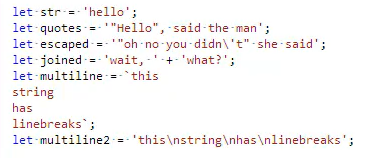 let str = 'hello';
let quotes = '"Hello", said the man';
let escaped = '"oh no you didn\'t" she said';
let joined = 'wait, ' + 'what?';
let multiline = `this
string
has
linebreaks`;
let multiline2 = 'this\nstring\nhas\nlinebreaks';